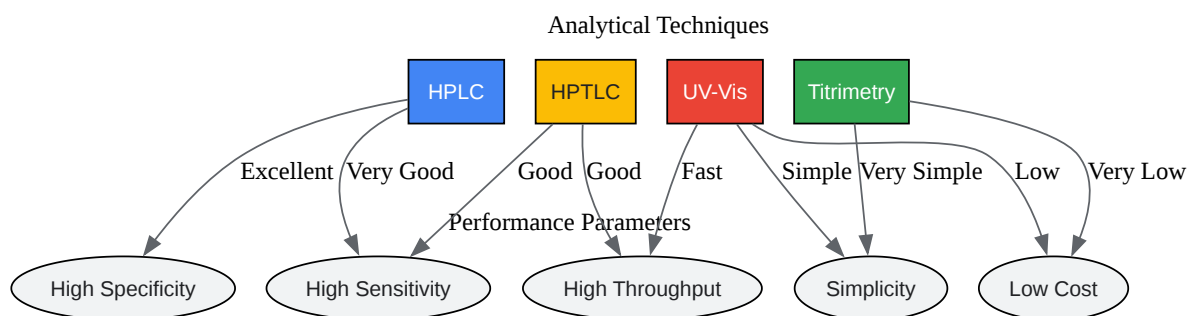 Analytical Techniques
HPLC
HPTLC
UV-Vis
Titrimetry
Excellent
Very Good
Good
Good
Fast
Simple
Very Simple
Low
Very Low
Performance Parameters
High Specificity
High Sensitivity
High Throughput
Simplicity
Low Cost